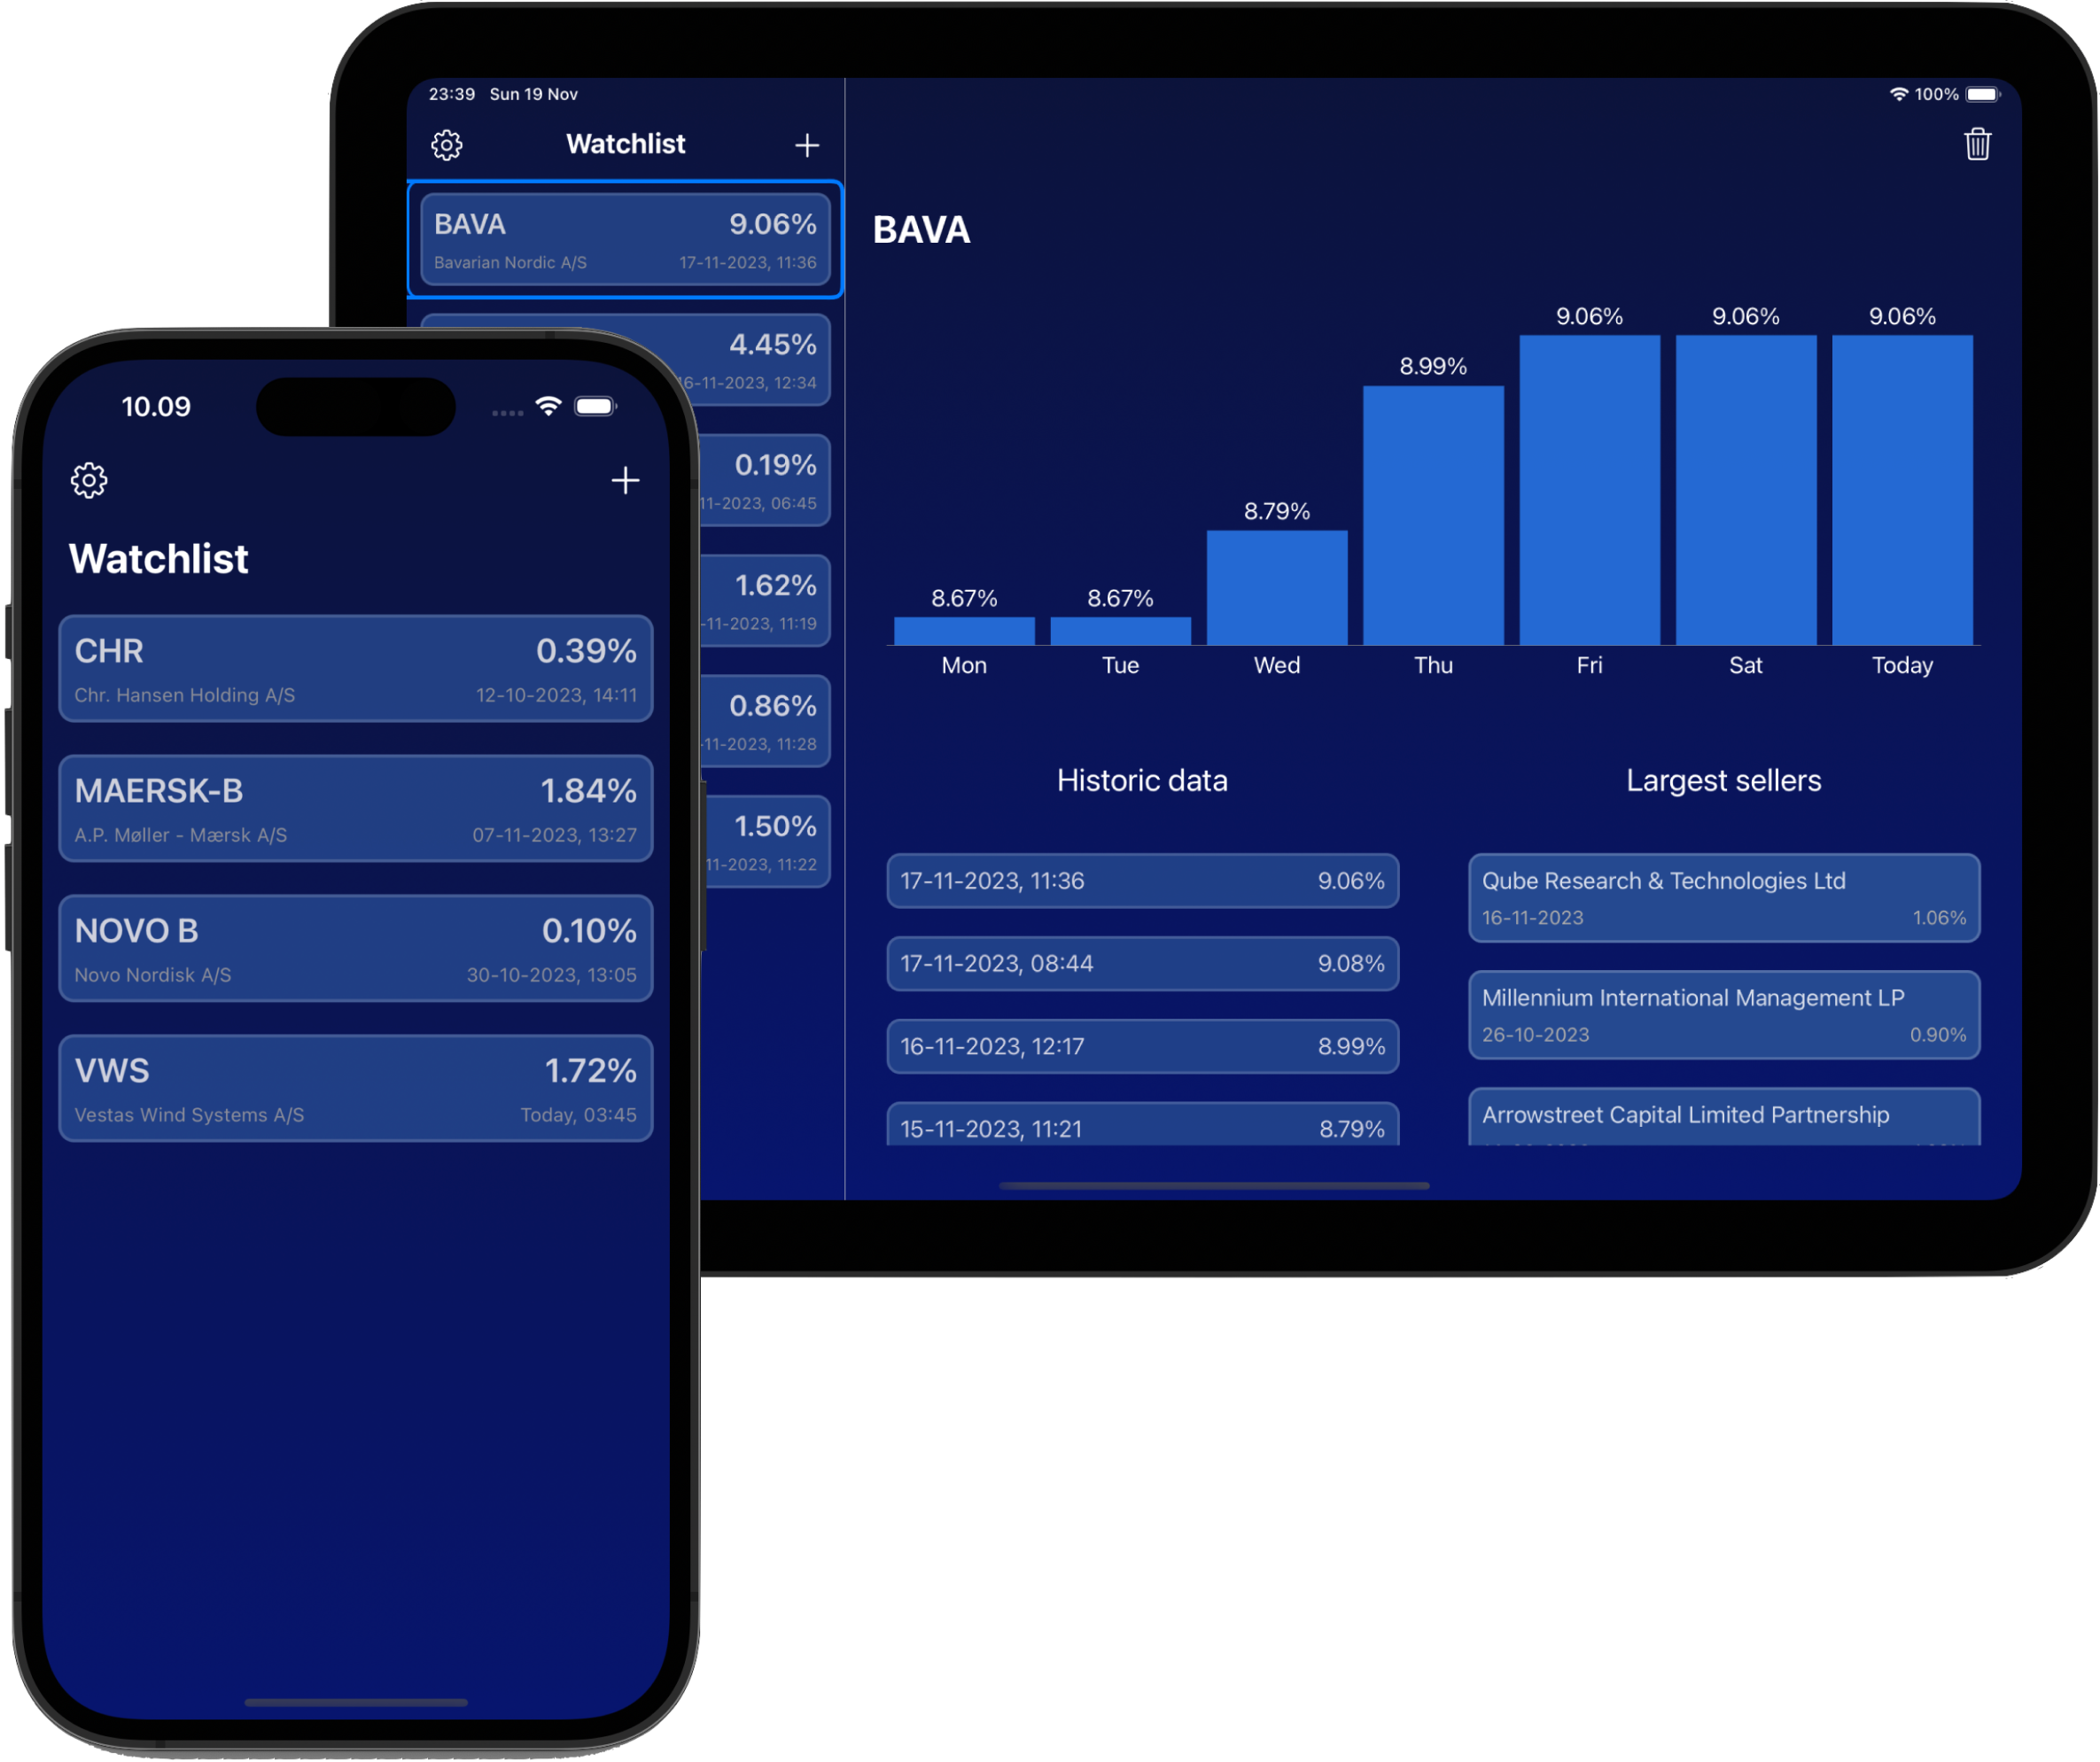 23:39 Sun 19 Nov
100%
Watchlist
BAVA 9.06%
Bavarian Nordic A/S 17-11-2023, 11:36
4.45%
16-11-2023, 12:34
0.19%
11-2023, 06:45
1.62%
-11-2023, 11:19
0.86%
-11-2023, 11:28
1.50%
11-2023, 11:22
BAVA
8.67% 8.67% 8.79% 8.99% 9.06% 9.06% 9.06%
Mon Tue Wed Thu Fri Sat Today
Historic data
17-11-2023, 11:36 9.06%
17-11-2023, 08:44 9.08%
16-11-2023, 12:17 8.99%
15-11-2023, 11:21 8.79%
Largest sellers
Qube Research & Technologies Ltd
16-11-2023 1.06%
Millennium International Management LP
26-10-2023 0.90%
Arrowstreet Capital Limited Partnership
10.09
Watchlist
CHR 0.39%
Chr. Hansen Holding A/S 12-10-2023, 14:11
MAERSK-B 1.84%
A.P. Møller - Mærsk A/S 07-11-2023, 13:27
NOVO B 0.10%
Novo Nordisk A/S 30-10-2023, 13:05
VWS 1.72%
Vestas Wind Systems A/S Today, 03:45